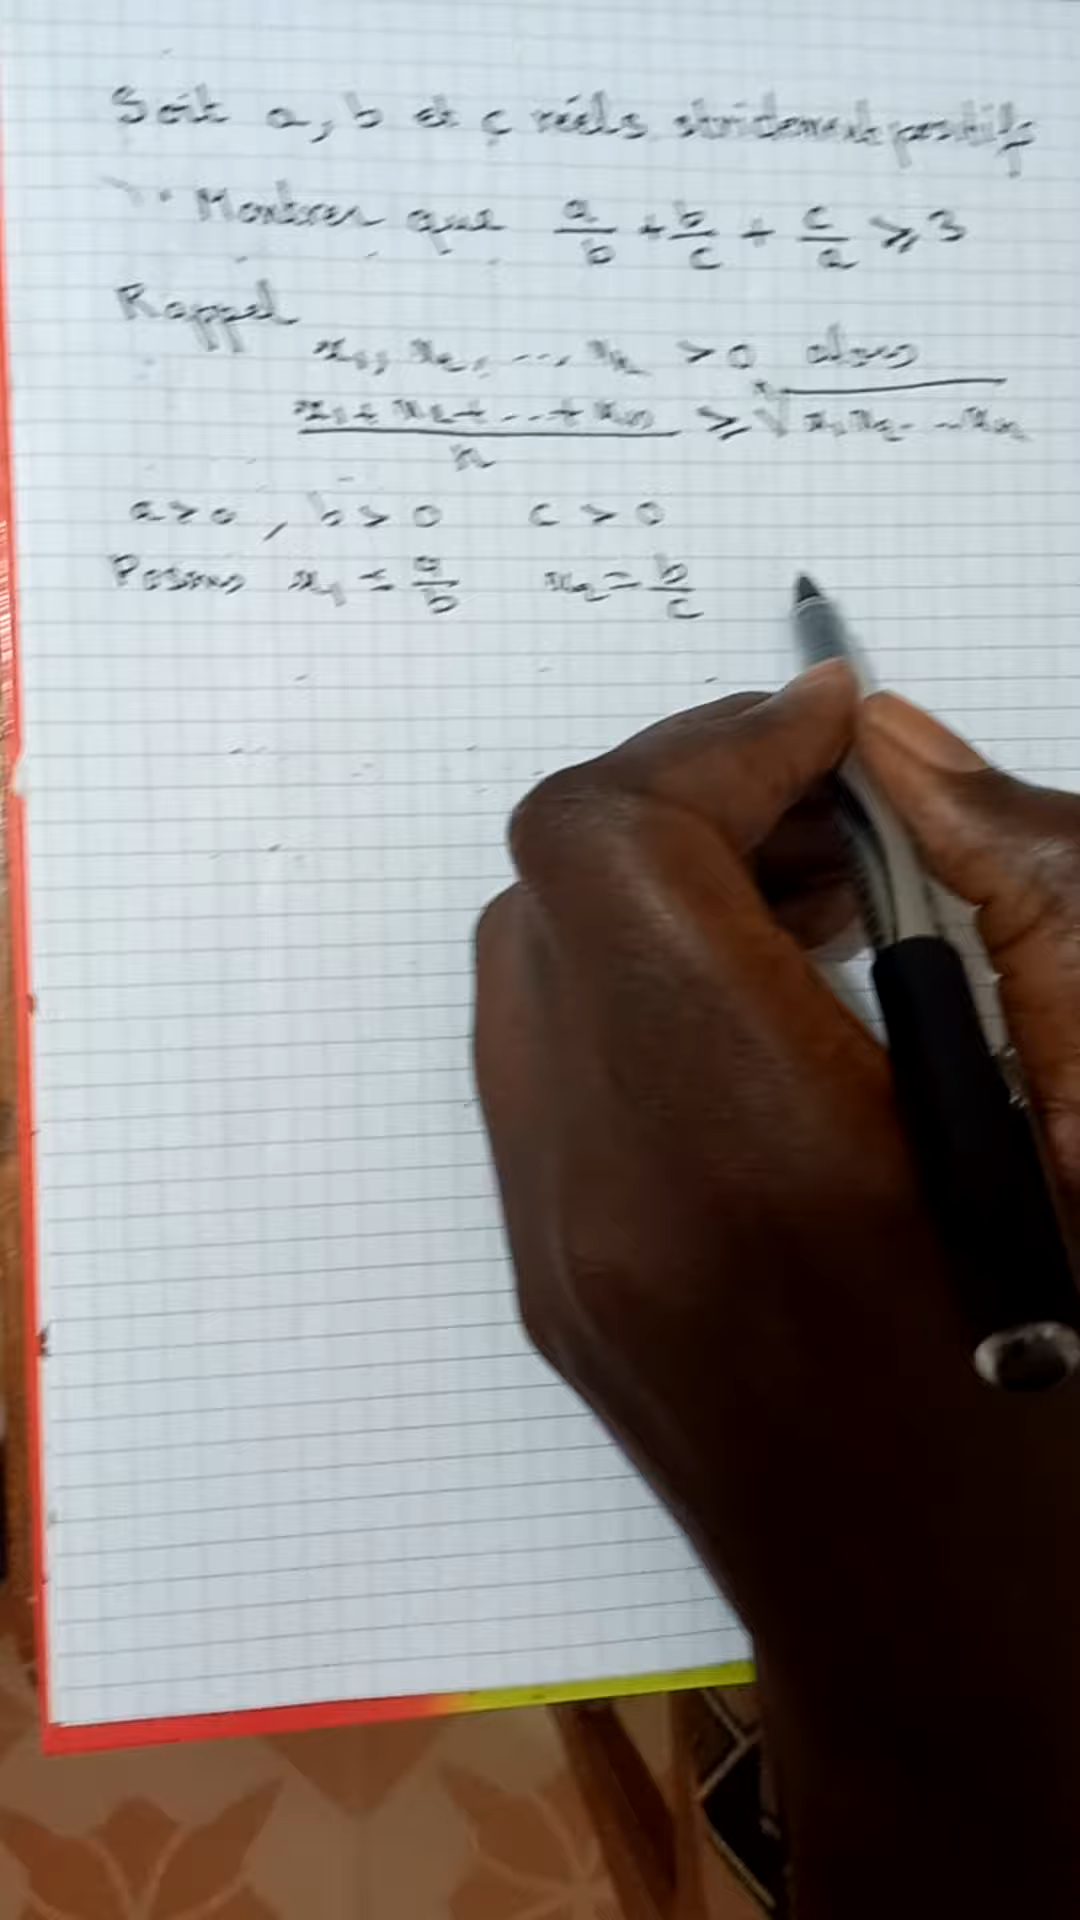 Soit a, b et c réels strictement positifs
Montrer que a/b + b/c + c/a ≥ 3
Rappel
x₁, x₂, ..., xₙ > 0 alors
(x₁ + x₂ + ... + xₙ)/n ≥ ⁿ√(x₁x₂...xₙ)
a > 0, b > 0 c > 0
Posons x₁ = a/b x₂ = b/c